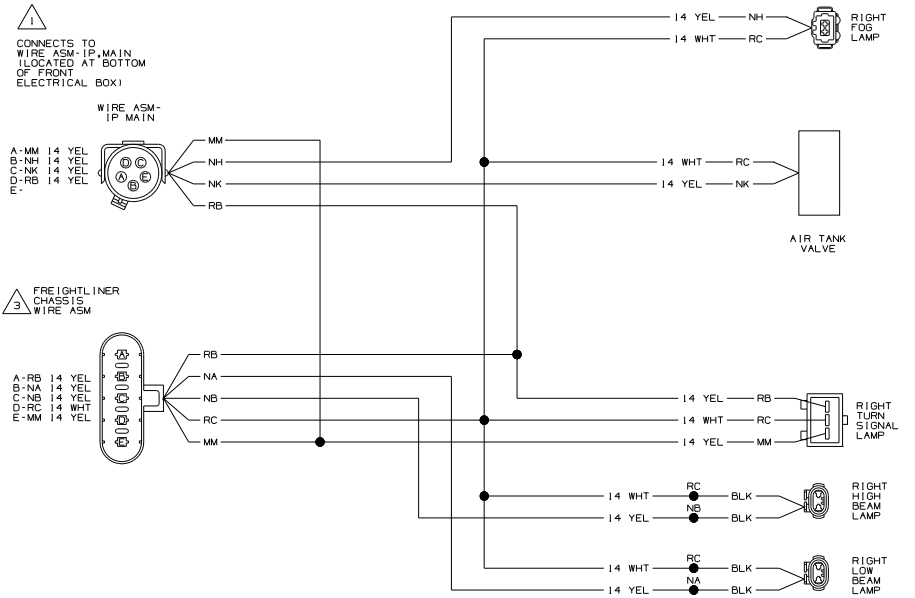 1
CONNECTS TO
WIRE ASM-IP,MAIN
(LOCATED AT BOTTOM
OF FRONT
ELECTRICAL BOX)
WIRE ASM-
IP MAIN
A-MM 14 YEL
B-NH 14 YEL
C-NK 14 YEL
D-RB 14 YEL
E-
D C
A E
B
MM
NH
NK
RB
14 YEL NH
14 WHT RC
RIGHT
FOG
LAMP
14 WHT RC
14 YEL NK
AIR TANK
VALVE
3
FREIGHTLINER
CHASSIS
WIRE ASM
A-RB 14 YEL
B-NA 14 YEL
C-NB 14 YEL
D-RC 14 WHT
E-MM 14 YEL
A
B
C
D
E
RB
NA
NB
RC
MM
14 YEL RB
14 WHT RC
14 YEL MM
RIGHT
TURN
SIGNAL
LAMP
RC
14 WHT BLK
NB
14 YEL BLK
RIGHT
HIGH
BEAM
LAMP
RC
14 WHT BLK
NA
14 YEL BLK
RIGHT
LOW
BEAM
LAMP